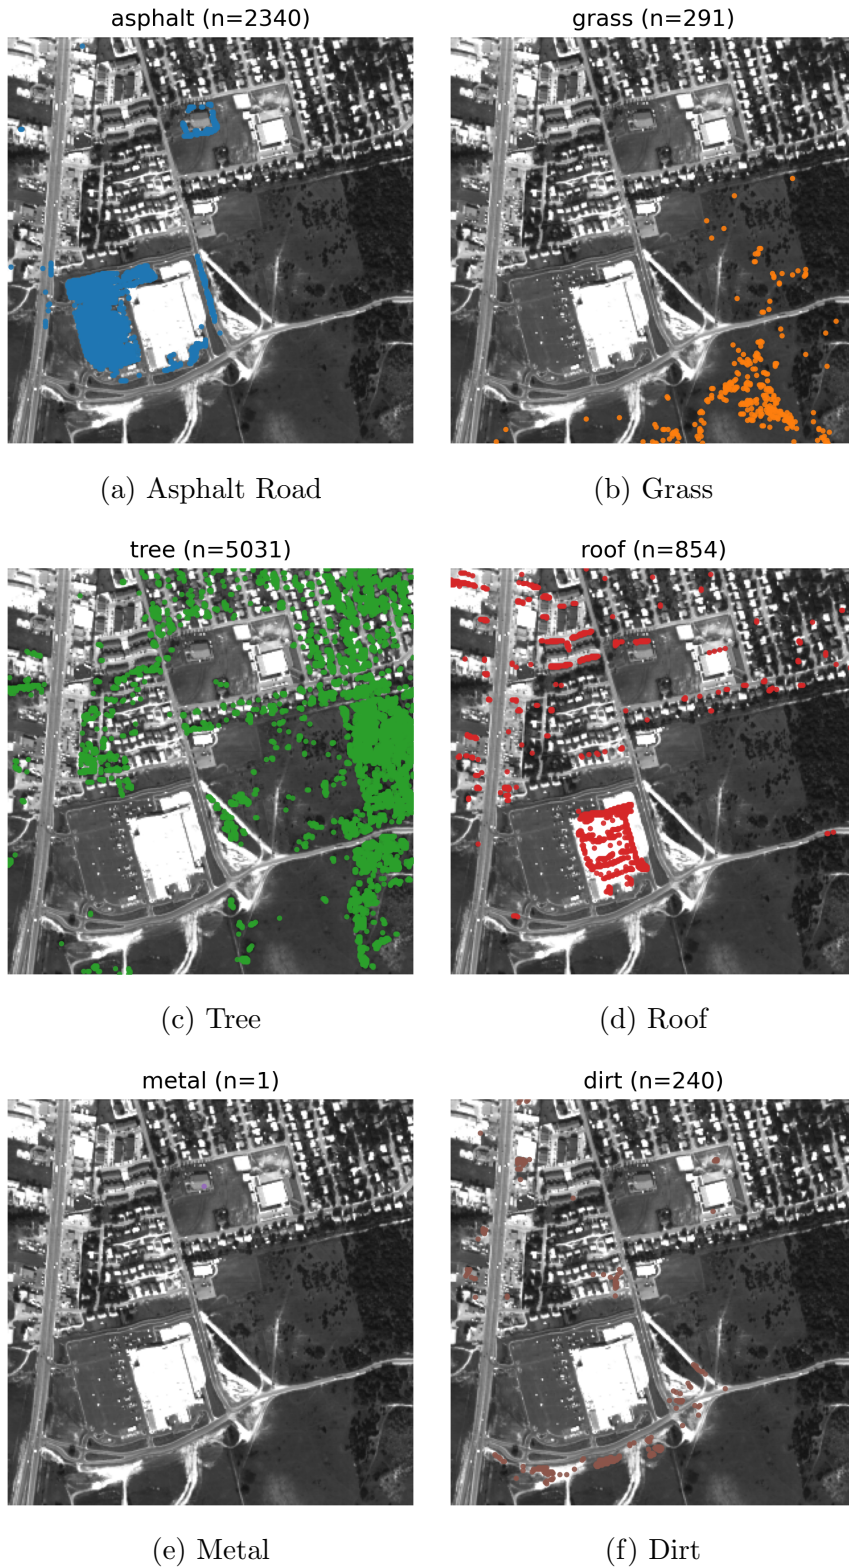 asphalt (n=2340)
grass (n=291)
(a) Asphalt Road
(b) Grass
tree (n=5031)
roof (n=854)
(c) Tree
(d) Roof
metal (n=1)
dirt (n=240)
(e) Metal
(f) Dirt